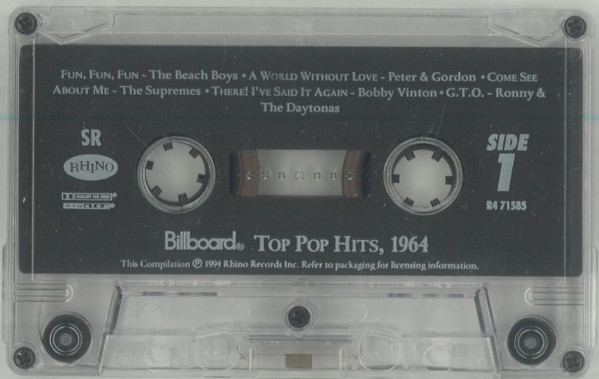 FUN, FUN, FUN - THE BEACH BOYS • A WORLD WITHOUT LOVE - PETER & GORDON • COME SEE
ABOUT ME - THE SUPREMES • THERE! I'VE SAID IT AGAIN - BOBBY VINTON • G.T.O. - RONNY &
THE DAYTONAS
SR
SIDE
1
RHINO
R4 71585
Billboard® TOP POP HITS, 1964
This Compilation ℗ 1994 Rhino Records Inc. Refer to packaging for licensing information.